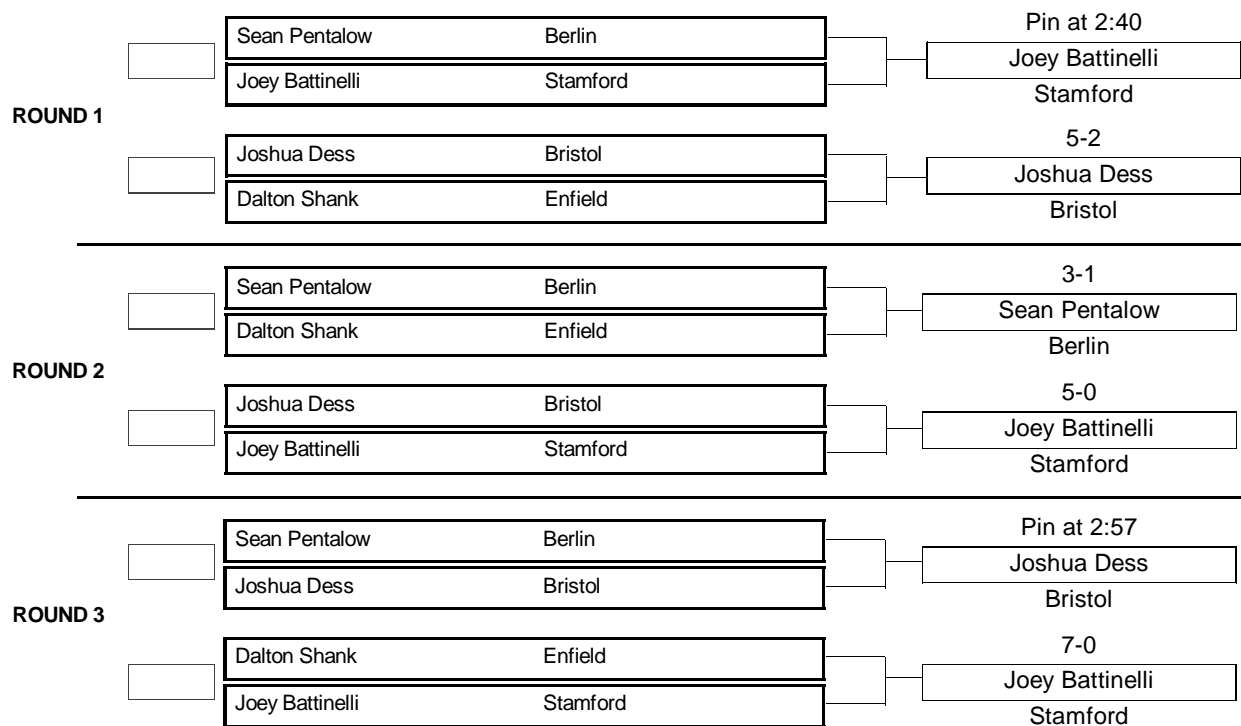 Pin at 2:40
Sean Pentalow Berlin
Joey Battinelli
Joey Battinelli Stamford
Stamford
ROUND 1
5-2
Joshua Dess Bristol
Joshua Dess
Dalton Shank Enfield
Bristol
3-1
Sean Pentalow Berlin
Sean Pentalow
Dalton Shank Enfield
Berlin
ROUND 2
5-0
Joshua Dess Bristol
Joey Battinelli
Joey Battinelli Stamford
Stamford
Pin at 2:57
Sean Pentalow Berlin
Joshua Dess
Joshua Dess Bristol
Bristol
ROUND 3
7-0
Dalton Shank Enfield
Joey Battinelli
Joey Battinelli Stamford
Stamford